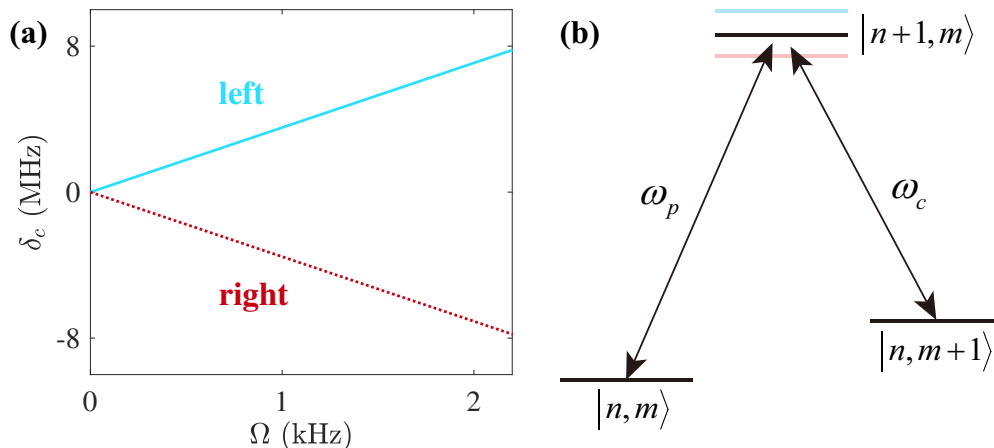 (a)
8
0
-8
δ_c (MHz)
left
right
0
1
2
Ω (kHz)
(b)
|n+1,m⟩
ω_p
ω_c
|n,m+1⟩
|n,m⟩